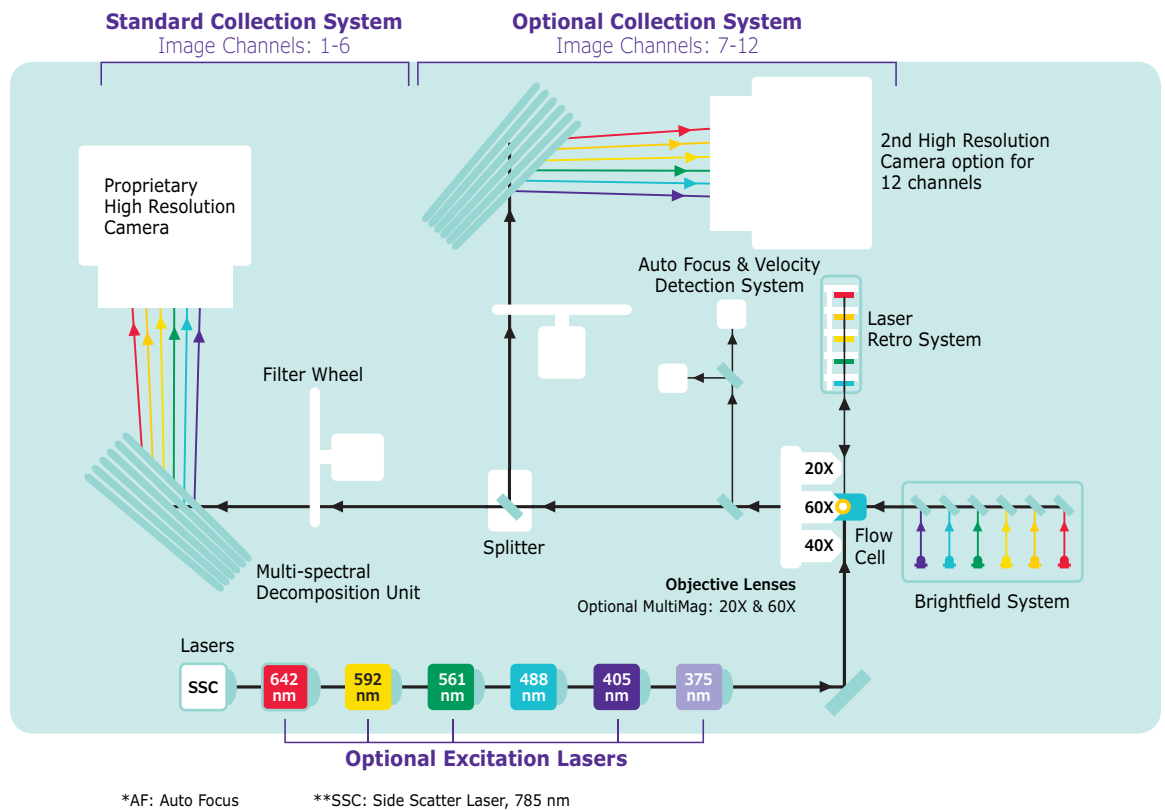 Standard Collection System
Image Channels: 1-6
Optional Collection System
Image Channels: 7-12
Proprietary
High Resolution
Camera
2nd High Resolution
Camera option for
12 channels
Auto Focus & Velocity
Detection System
Laser
Retro System
Filter Wheel
20X
60X
40X
Flow
Cell
Splitter
Multi-spectral
Decomposition Unit
Objective Lenses
Optional MultiMag: 20X & 60X
Brightfield System
Lasers
SSC
642
nm
592
nm
561
nm
488
nm
405
nm
375
nm
Optional Excitation Lasers
*AF: Auto Focus
**SSC: Side Scatter Laser, 785 nm